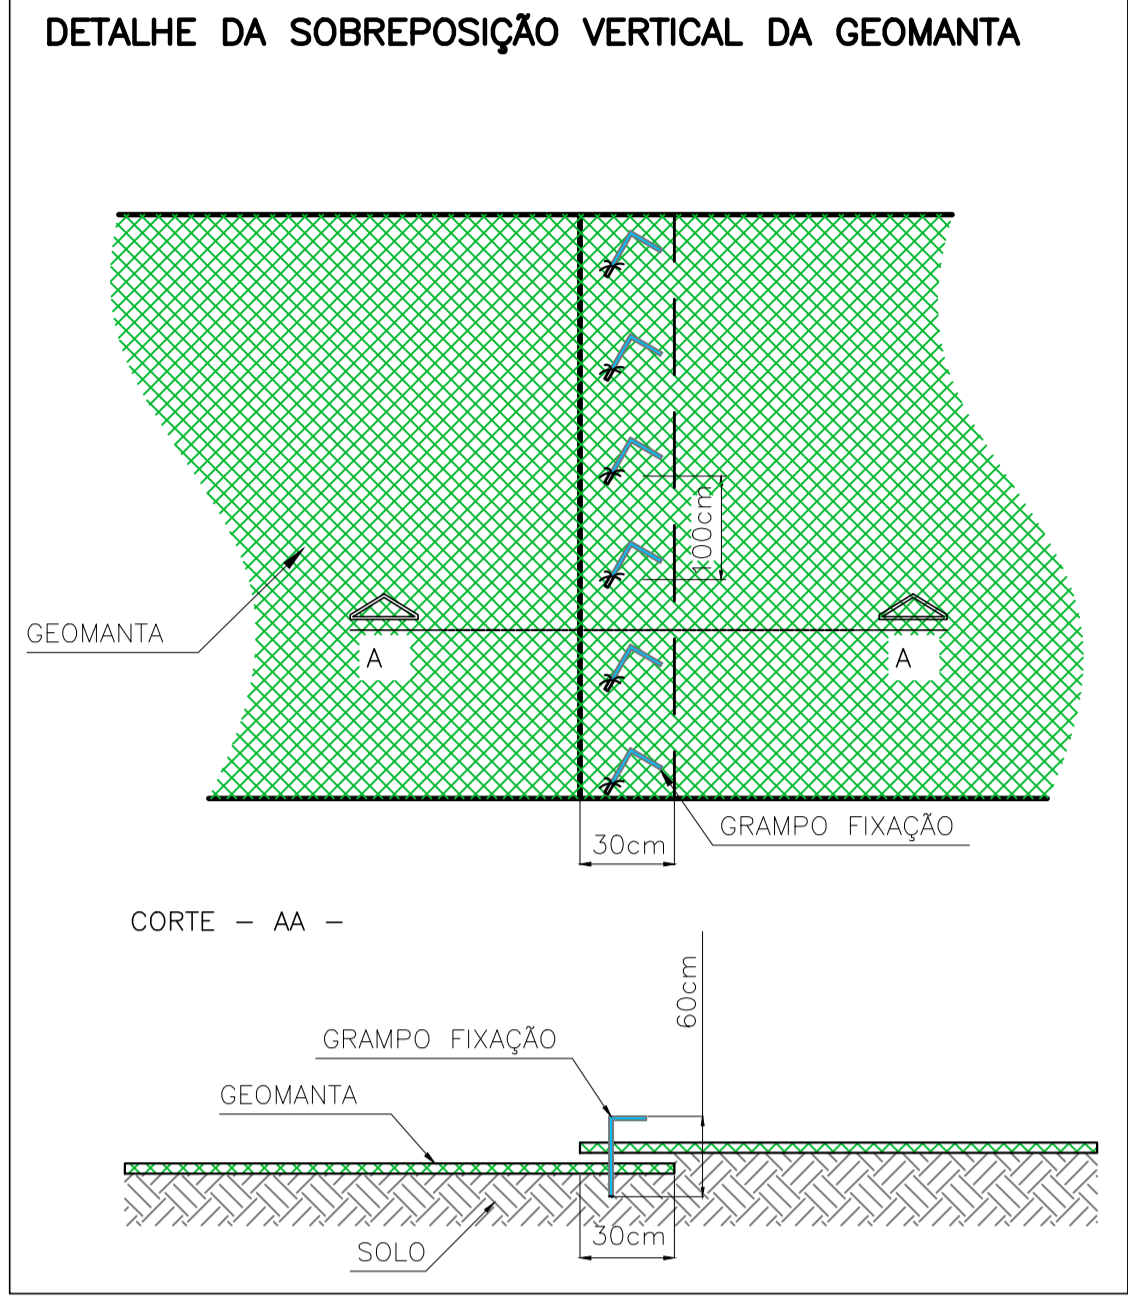 DETALHE DA SOBREPOSIÇÃO VERTICAL DA GEOMANTA
100cm
GEOMANTA
A
A
GRAMPO FIXAÇÃO
30cm
CORTE - AA -
60cm
GRAMPO FIXAÇÃO
GEOMANTA
30cm
SOLO